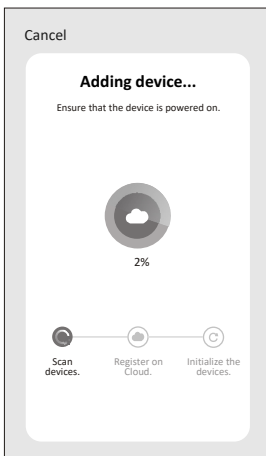 Cancel
Adding device...
Ensure that the device is powered on.
2%
Scan
devices.
Register on
Cloud.
Initialize the
devices.